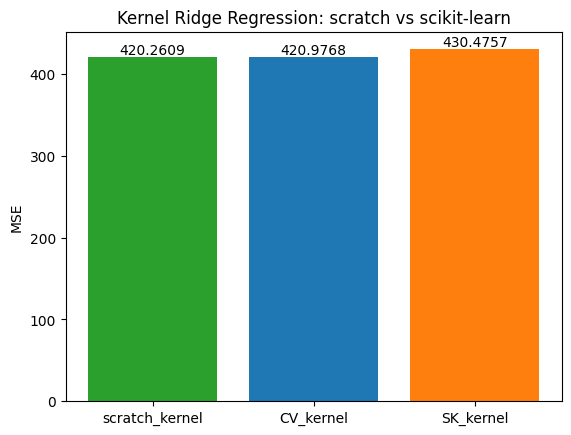 Kernel Ridge Regression: scratch vs scikit-learn
420.2609
420.9768
430.4757
400
300
200
100
0
MSE
scratch_kernel
CV_kernel
SK_kernel